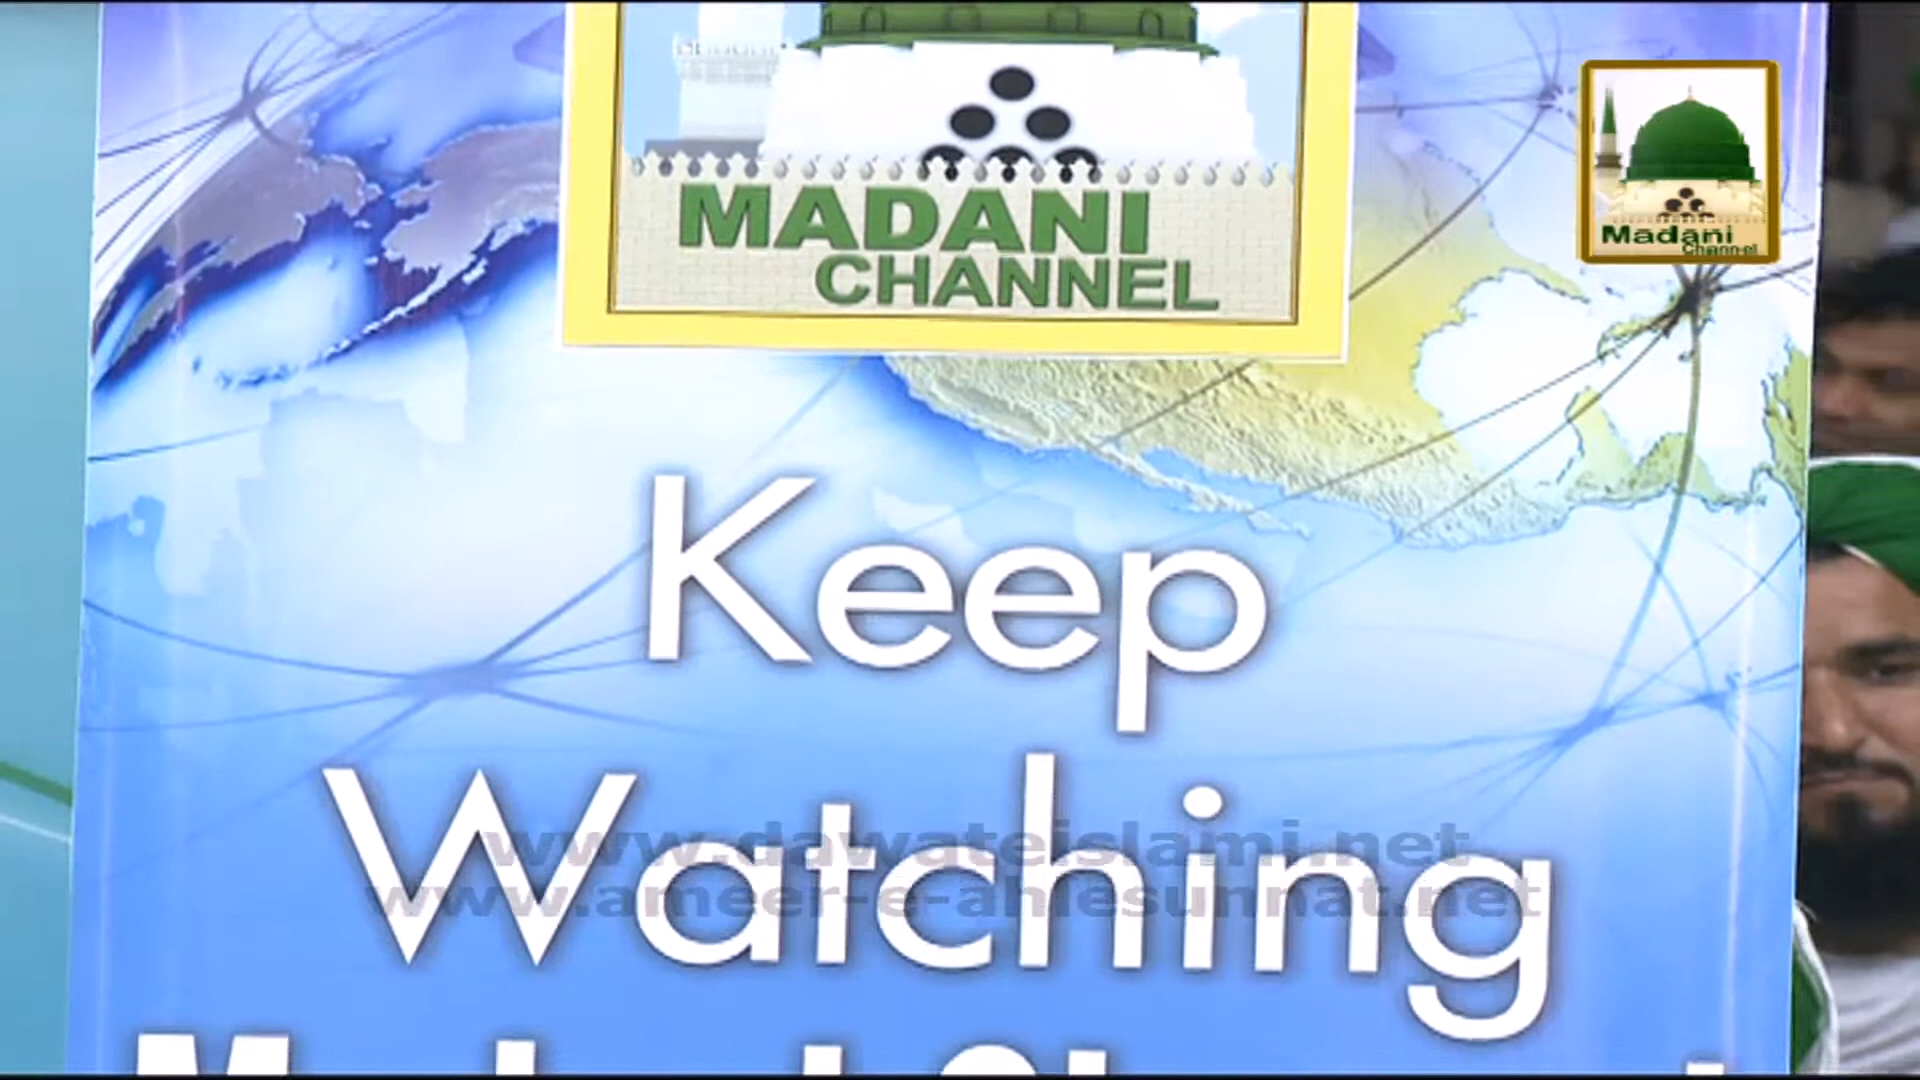 MADANI
CHANNEL
Madani
Channel
Keep
Watching
www.dawateislami.net
www.ameer-e-ahlesunnat.net